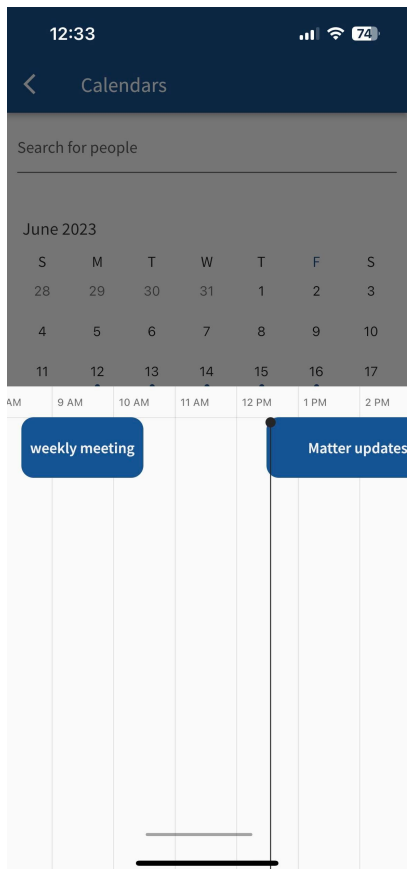 12:33
74
Calendars
Search for people
June 2023
S M T W T F S
28 29 30 31 1 2 3
4 5 6 7 8 9 10
11 12 13 14 15 16 17
AM 9 AM 10 AM 11 AM 12 PM 1 PM 2 PM
weekly meeting Matter updates